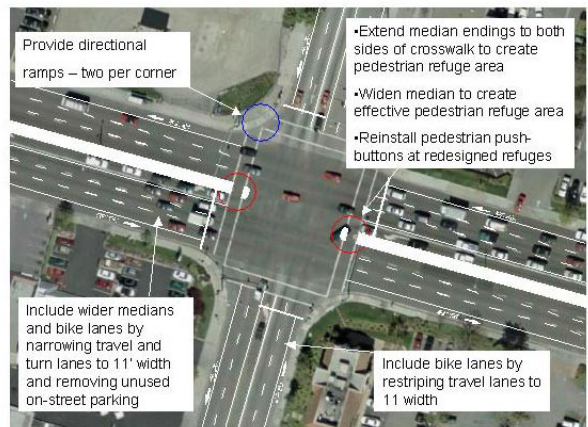 Provide directional
ramps – two per corner
▪Extend median endings to both
sides of crosswalk to create
pedestrian refuge area
▪Widen median to create
effective pedestrian refuge area
▪Reinstall pedestrian push-
buttons at redesigned refuges
Include wider medians
and bike lanes by
narrowing travel and
turn lanes to 11' width
and removing unused
on-street parking
Include bike lanes by
restriping travel lanes to
11 width